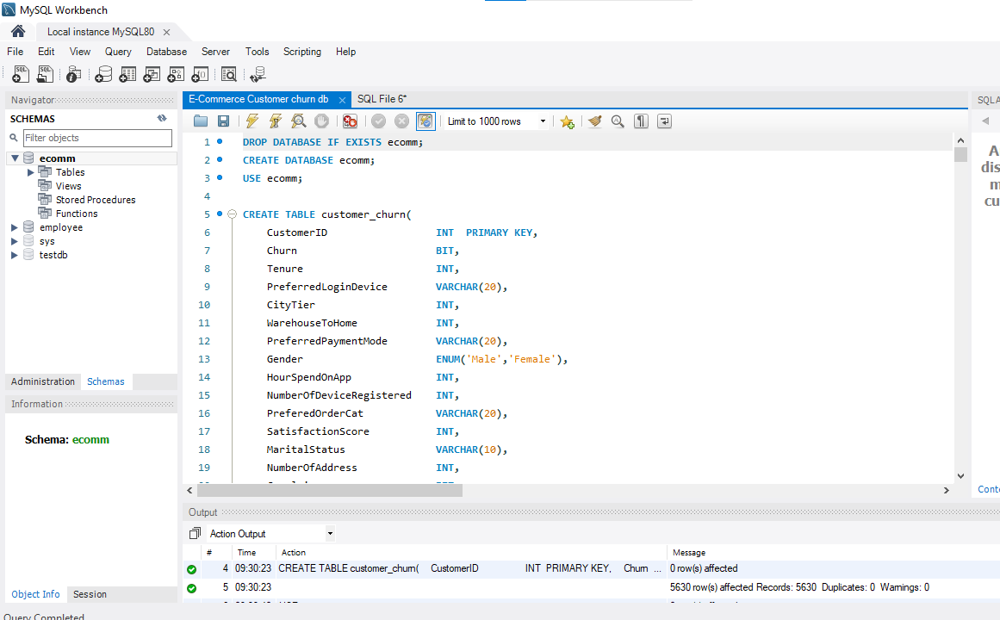 MySQL Workbench
Local instance MySQL80
File Edit View Query Database Server Tools Scripting Help
Navigator
SCHEMAS
Filter objects
ecomm
Tables
Views
Stored Procedures
Functions
employee
sys
testdb
Administration Schemas
Information
Schema: ecomm
Object Info Session
Query Completed
E-Commerce Customer churn db SQL File 6*
Limit to 1000 rows
1 DROP DATABASE IF EXISTS ecomm;
2 CREATE DATABASE ecomm;
3 USE ecomm;
4
5 CREATE TABLE customer_churn(
6 CustomerID INT PRIMARY KEY,
7 Churn BIT,
8 Tenure INT,
9 PreferredLoginDevice VARCHAR(20),
10 CityTier INT,
11 WarehouseToHome INT,
12 PreferredPaymentMode VARCHAR(20),
13 Gender ENUM('Male','Female'),
14 HourSpendOnApp INT,
15 NumberOfDeviceRegistered INT,
16 PreferedOrderCat VARCHAR(20),
17 SatisfactionScore INT,
18 MaritalStatus VARCHAR(10),
19 NumberOfAddress INT,
Output
Action Output
# Time Action Message
4 09:30:23 CREATE TABLE customer_churn( CustomerID INT PRIMARY KEY, Churn ... 0 row(s) affected
5 09:30:23 5630 row(s) affected Records: 5630 Duplicates: 0 Warnings: 0
SQLA
A
dis
m
cu
Conte